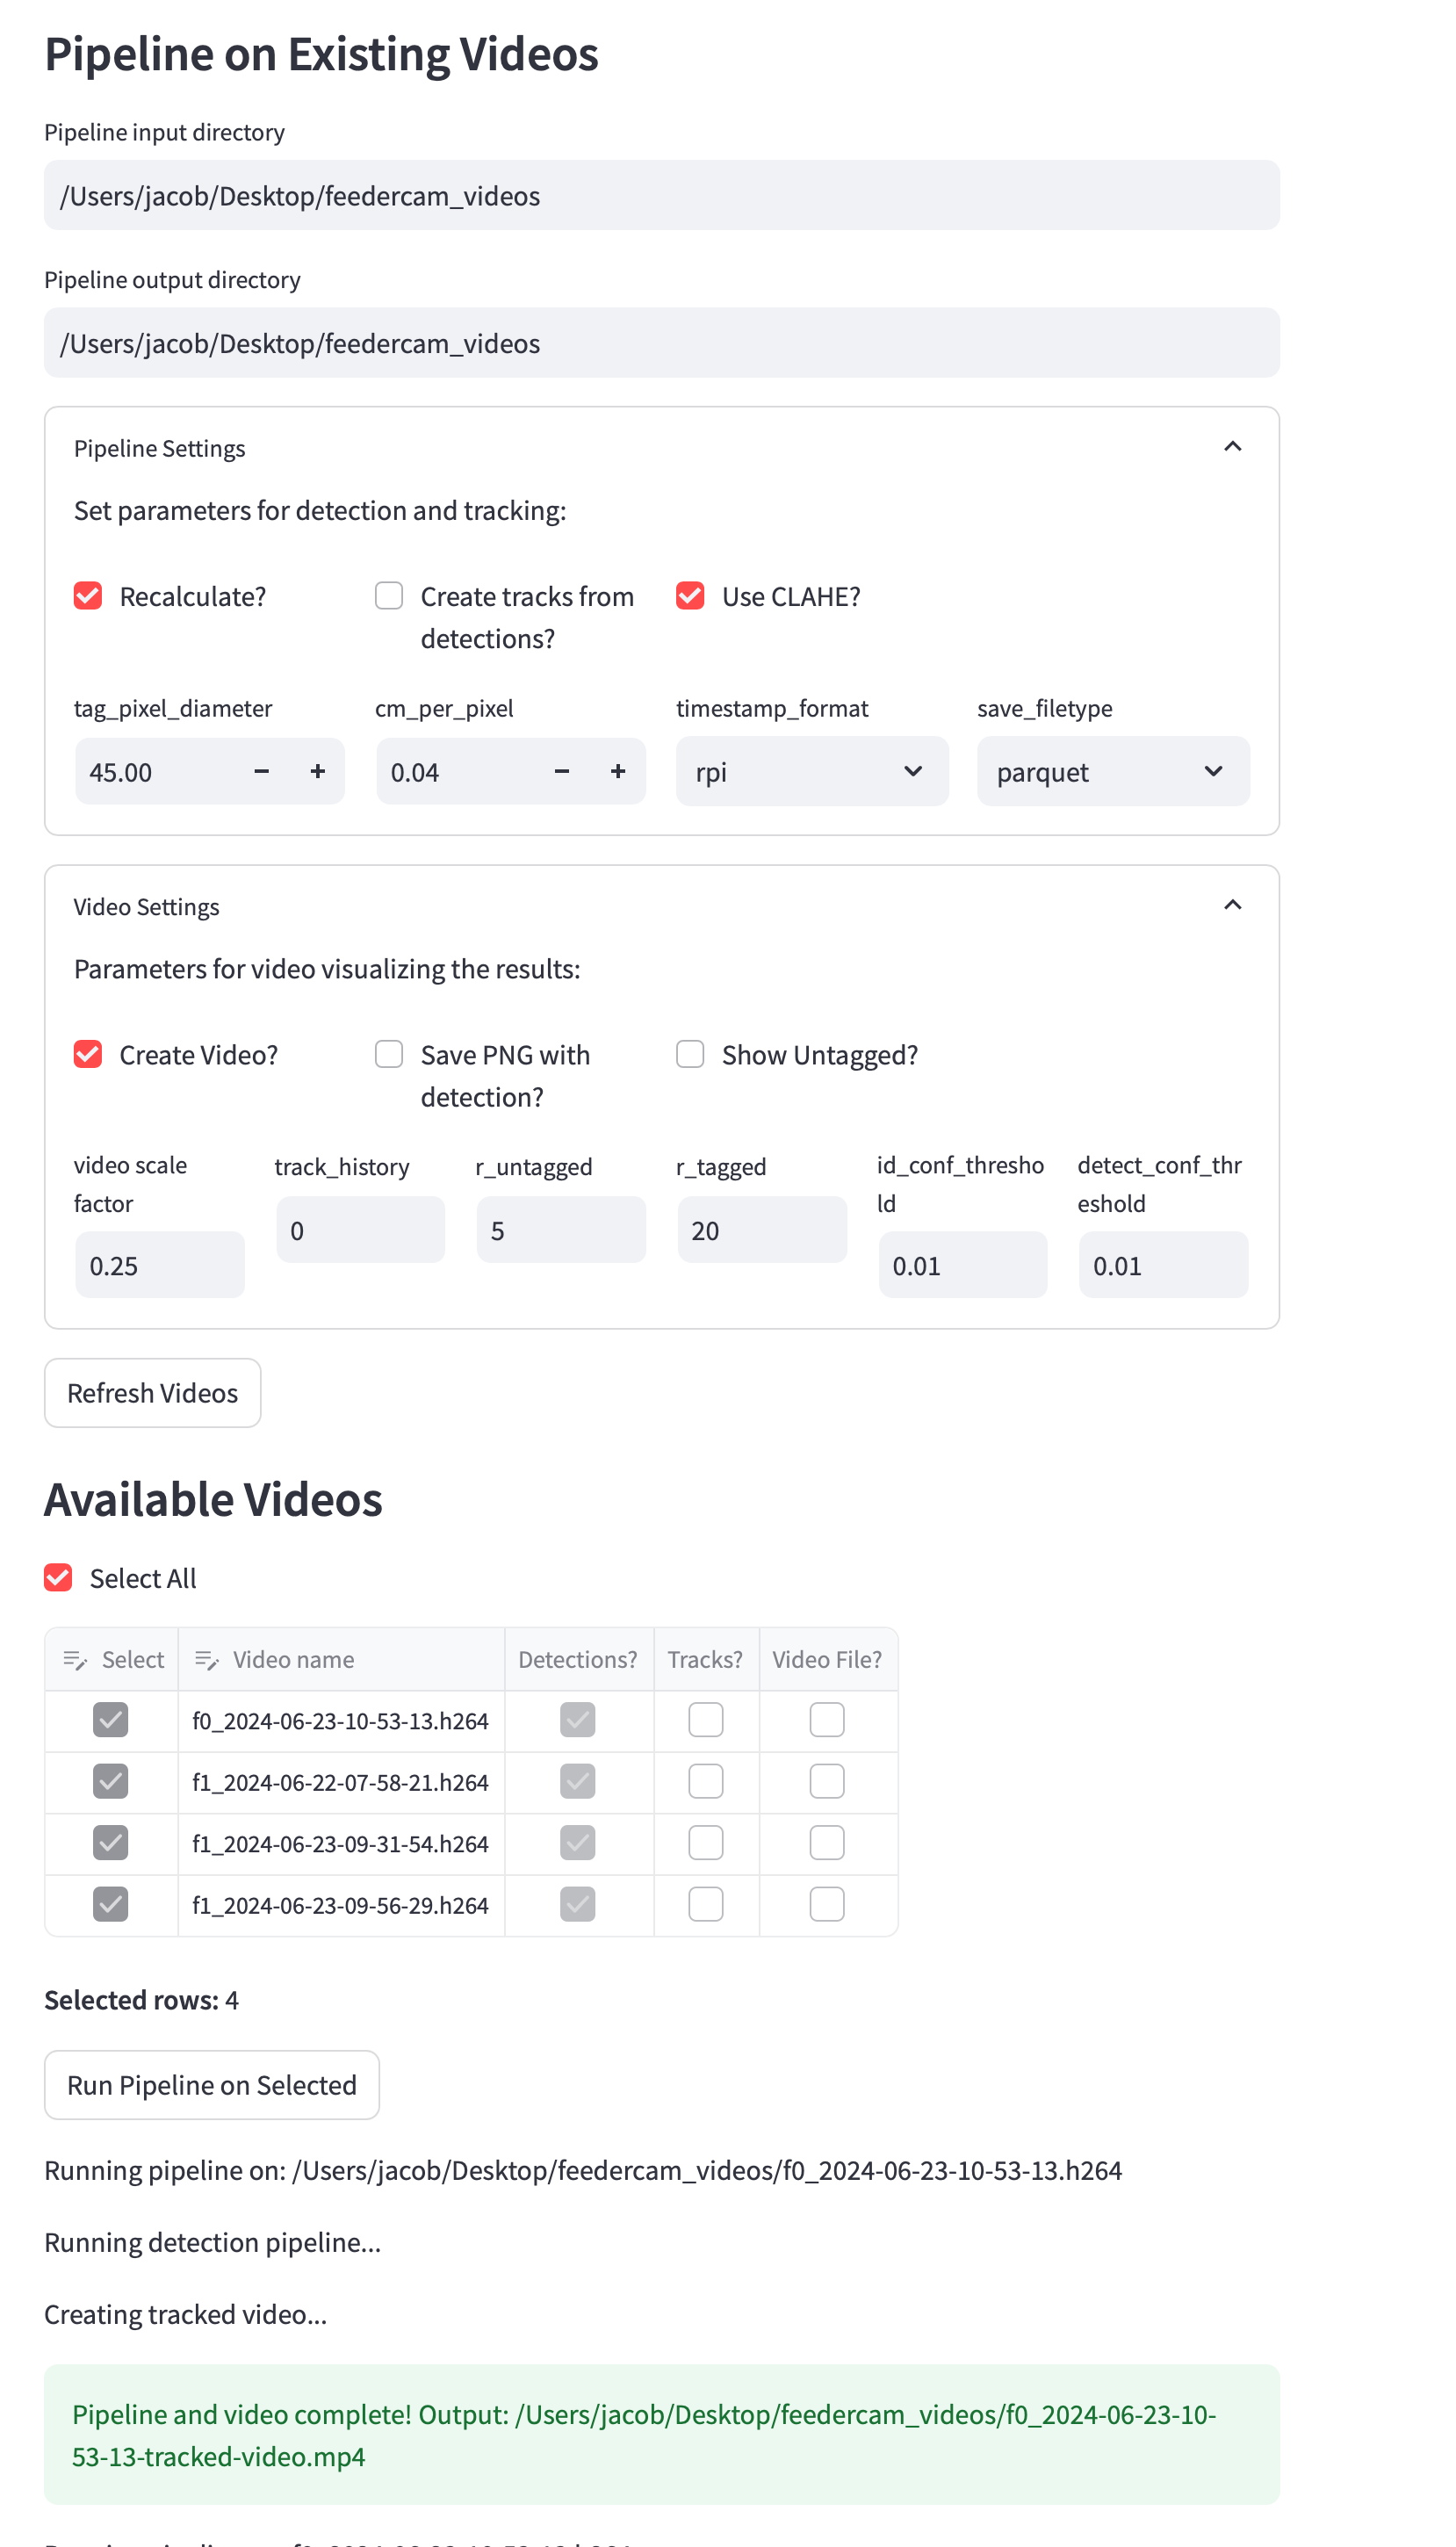 Pipeline on Existing Videos
Pipeline input directory
/Users/jacob/Desktop/feedercam_videos
Pipeline output directory
/Users/jacob/Desktop/feedercam_videos
Pipeline Settings
Set parameters for detection and tracking:
Recalculate?
Create tracks from
detections?
Use CLAHE?
tag_pixel_diameter
cm_per_pixel
timestamp_format
save_filetype
45.00
0.04
rpi
parquet
Video Settings
Parameters for video visualizing the results:
Create Video?
Save PNG with
detection?
Show Untagged?
video scale
factor
track_history
r_untagged
r_tagged
id_conf_thresho
ld
detect_conf_thr
eshold
0.25
0
5
20
0.01
0.01
Refresh Videos
Available Videos
Select All
Select Video name Detections? Tracks? Video File?
f0_2024-06-23-10-53-13.h264
f1_2024-06-22-07-58-21.h264
f1_2024-06-23-09-31-54.h264
f1_2024-06-23-09-56-29.h264
Selected rows: 4
Run Pipeline on Selected
Running pipeline on: /Users/jacob/Desktop/feedercam_videos/f0_2024-06-23-10-53-13.h264
Running detection pipeline...
Creating tracked video...
Pipeline and video complete! Output: /Users/jacob/Desktop/feedercam_videos/f0_2024-06-23-10-
53-13-tracked-video.mp4